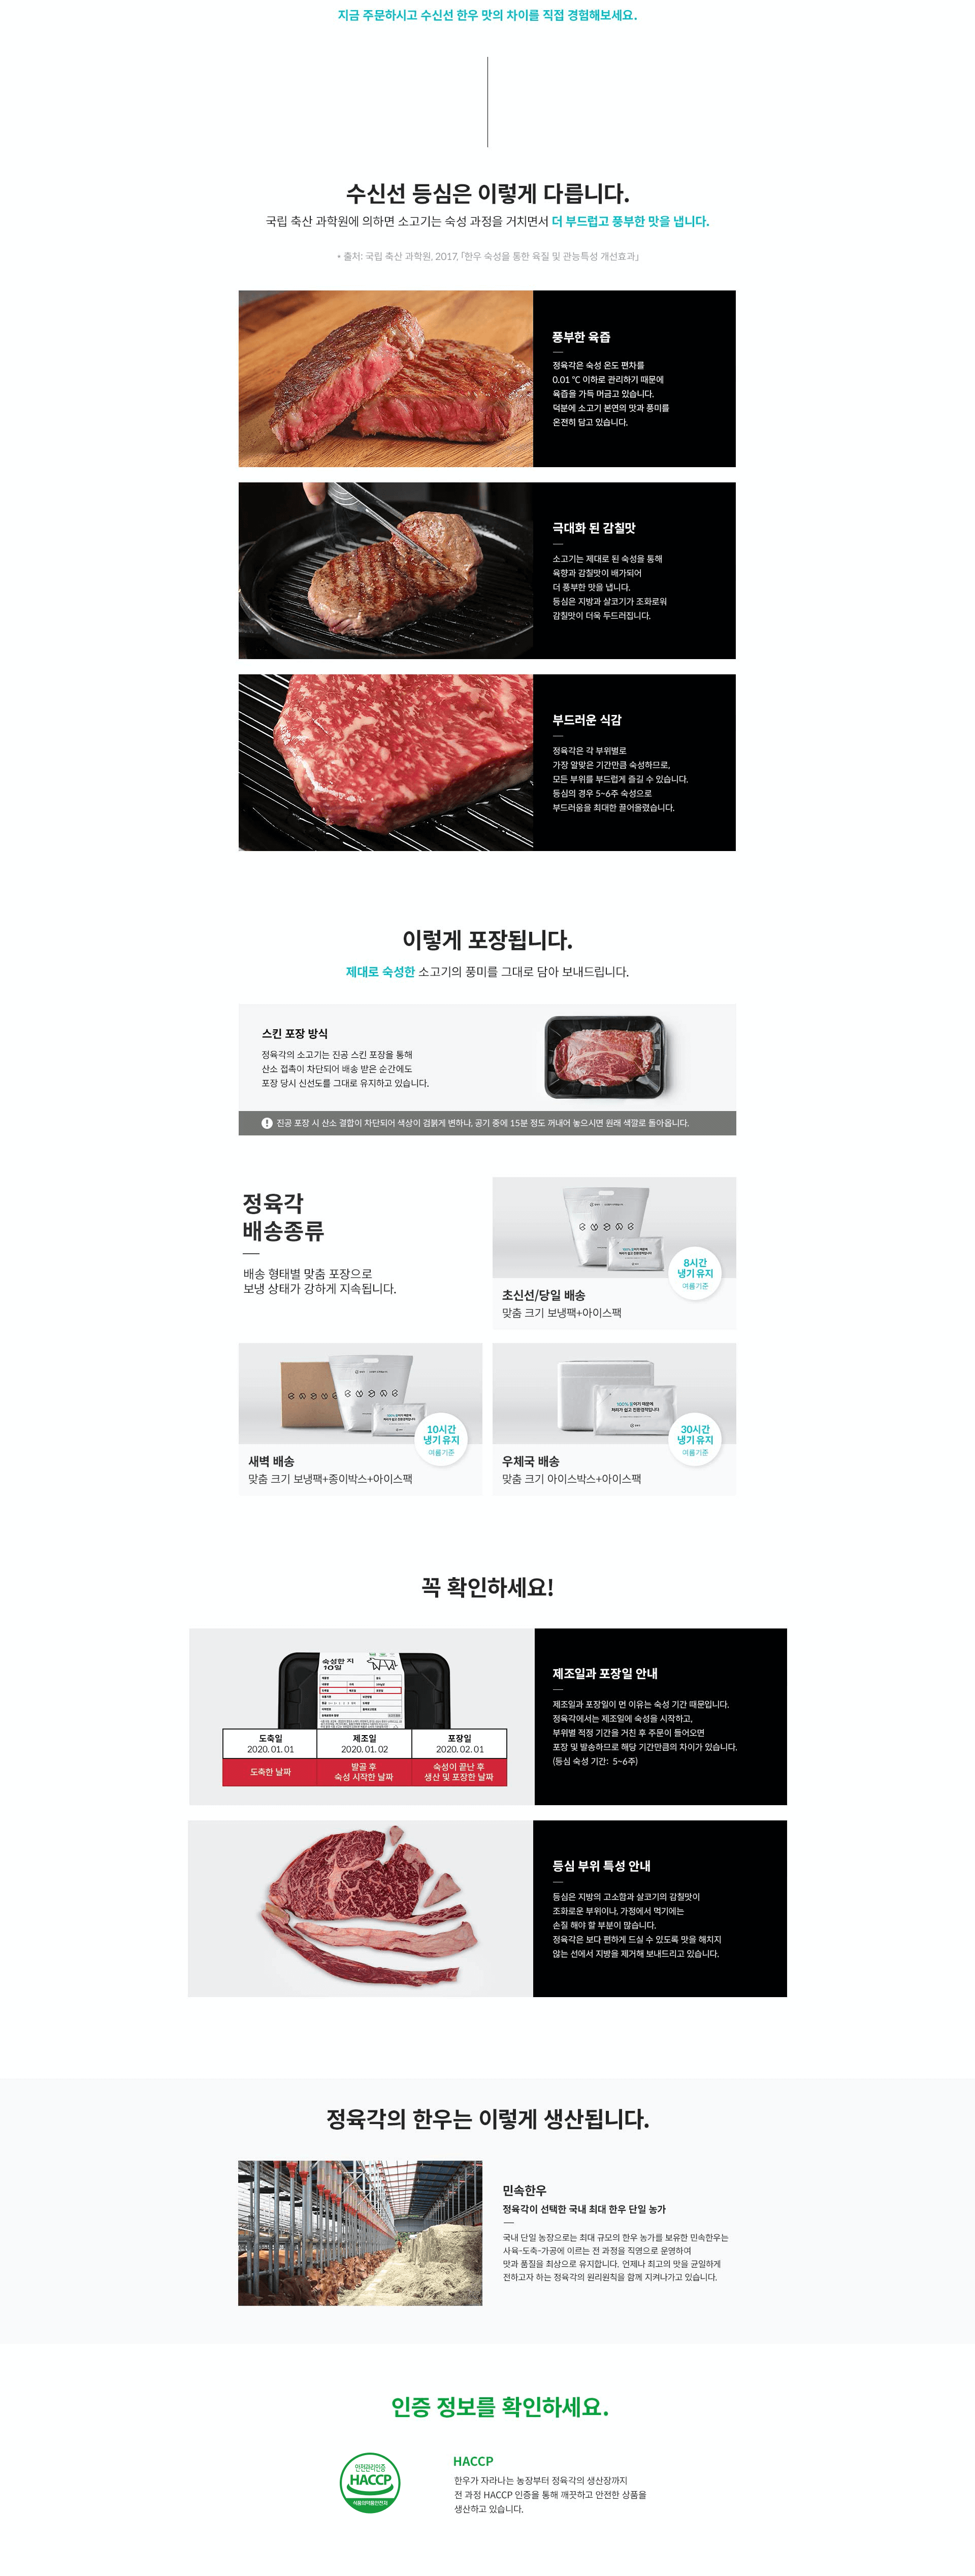 지금 주문하시고 수신선 한우 맛의 차이를 직접 경험해보세요.
수신선 등심은 이렇게 다릅니다.
국립 축산 과학원에 의하면 소고기는 숙성 과정을 거치면서 더 부드럽고 풍부한 맛을 냅니다.
* 출처: 국립 축산 과학원, 2017, 「한우 숙성을 통한 육질 및 관능특성 개선효과」
풍부한 육즙
정육각은 숙성 온도 편차를
0.01 ℃ 이하로 관리하기 때문에
육즙을 가득 머금고 있습니다.
덕분에 소고기 본연의 맛과 풍미를
온전히 담고 있습니다.
극대화 된 감칠맛
소고기는 제대로 된 숙성을 통해
육향과 감칠맛이 배가되어
더 풍부한 맛을 냅니다.
등심은 지방과 살코기가 조화로워
감칠맛이 더욱 두드러집니다.
부드러운 식감
정육각은 각 부위별로
가장 알맞은 기간만큼 숙성하므로,
모든 부위를 부드럽게 즐길 수 있습니다.
등심의 경우 5~6주 숙성으로
부드러움을 최대한 끌어올렸습니다.
이렇게 포장됩니다.
제대로 숙성한 소고기의 풍미를 그대로 담아 보내드립니다.
스킨 포장 방식
정육각의 소고기는 진공 스킨 포장을 통해
산소 접촉이 차단되어 배송 받은 순간에도
포장 당시 신선도를 그대로 유지하고 있습니다.
! 진공 포장 시 산소 결합이 차단되어 색상이 검붉게 변하나, 공기 중에 15분 정도 꺼내어 놓으시면 원래 색깔로 돌아옵니다.
정육각
배송종류
배송 형태별 맞춤 포장으로
보냉 상태가 강하게 지속됩니다.
8시간
냉기 유지
여름기준
초신선/당일 배송
맞춤 크기 보냉팩+아이스팩
10시간
냉기 유지
여름기준
새벽 배송
맞춤 크기 보냉팩+종이박스+아이스팩
100% 물이기 때문에
처리가 쉽고 친환경적입니다.
30시간
냉기 유지
여름기준
우체국 배송
맞춤 크기 아이스박스+아이스팩
꼭 확인하세요!
숙성한 지
10일
도축일 제조일 포장일
2020. 01. 01 2020. 01. 02 2020. 02. 01
도축한 날짜
발골 후
숙성 시작한 날짜
숙성이 끝난 후
생산 및 포장한 날짜
제조일과 포장일 안내
제조일과 포장일이 먼 이유는 숙성 기간 때문입니다.
정육각에서는 제조일에 숙성을 시작하고,
부위별 적정 기간을 거친 후 주문이 들어오면
포장 및 발송하므로 해당 기간만큼의 차이가 있습니다.
(등심 숙성 기간: 5~6주)
등심 부위 특성 안내
등심은 지방의 고소함과 살코기의 감칠맛이
조화로운 부위이나, 가정에서 먹기에는
손질 해야 할 부분이 많습니다.
정육각은 보다 편하게 드실 수 있도록 맛을 해치지
않는 선에서 지방을 제거해 보내드리고 있습니다.
정육각의 한우는 이렇게 생산됩니다.
민속한우
정육각이 선택한 국내 최대 한우 단일 농가
국내 단일 농장으로는 최대 규모의 한우 농가를 보유한 민속한우는
사육-도축-가공에 이르는 전 과정을 직영으로 운영하여
맛과 품질을 최상으로 유지합니다. 언제나 최고의 맛을 균일하게
전하고자 하는 정육각의 원리원칙을 함께 지켜나가고 있습니다.
인증 정보를 확인하세요.
안전관리인증
HACCP
식품의약품안전처
HACCP
한우가 자라나는 농장부터 정육각의 생산장까지
전 과정 HACCP 인증을 통해 깨끗하고 안전한 상품을
생산하고 있습니다.